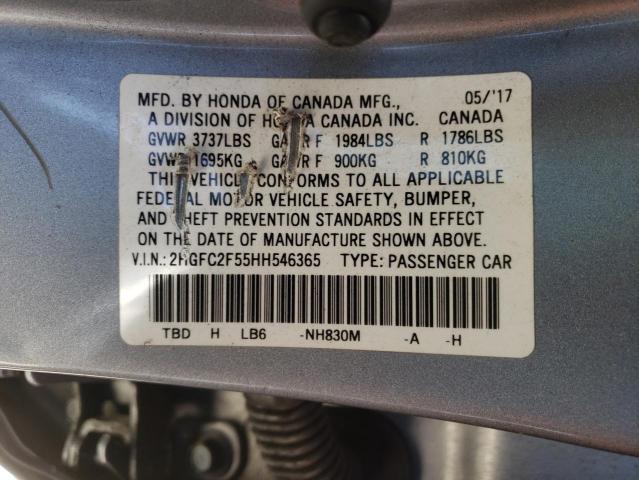 MFD. BY HONDA OF CANADA MFG., 05/'17
A DIVISION OF HONDA CANADA INC. CANADA
GVWR 3737LBS GAWR F 1984LBS R 1786LBS
GVWR 1695KG GAWR F 900KG R 810KG
THIS VEHICLE CONFORMS TO ALL APPLICABLE
FEDERAL MOTOR VEHICLE SAFETY, BUMPER,
AND THEFT PREVENTION STANDARDS IN EFFECT
ON THE DATE OF MANUFACTURE SHOWN ABOVE.
V.I.N.: 2HGFC2F55HH546365 TYPE: PASSENGER CAR
TBD H LB6 -NH830M -A -H